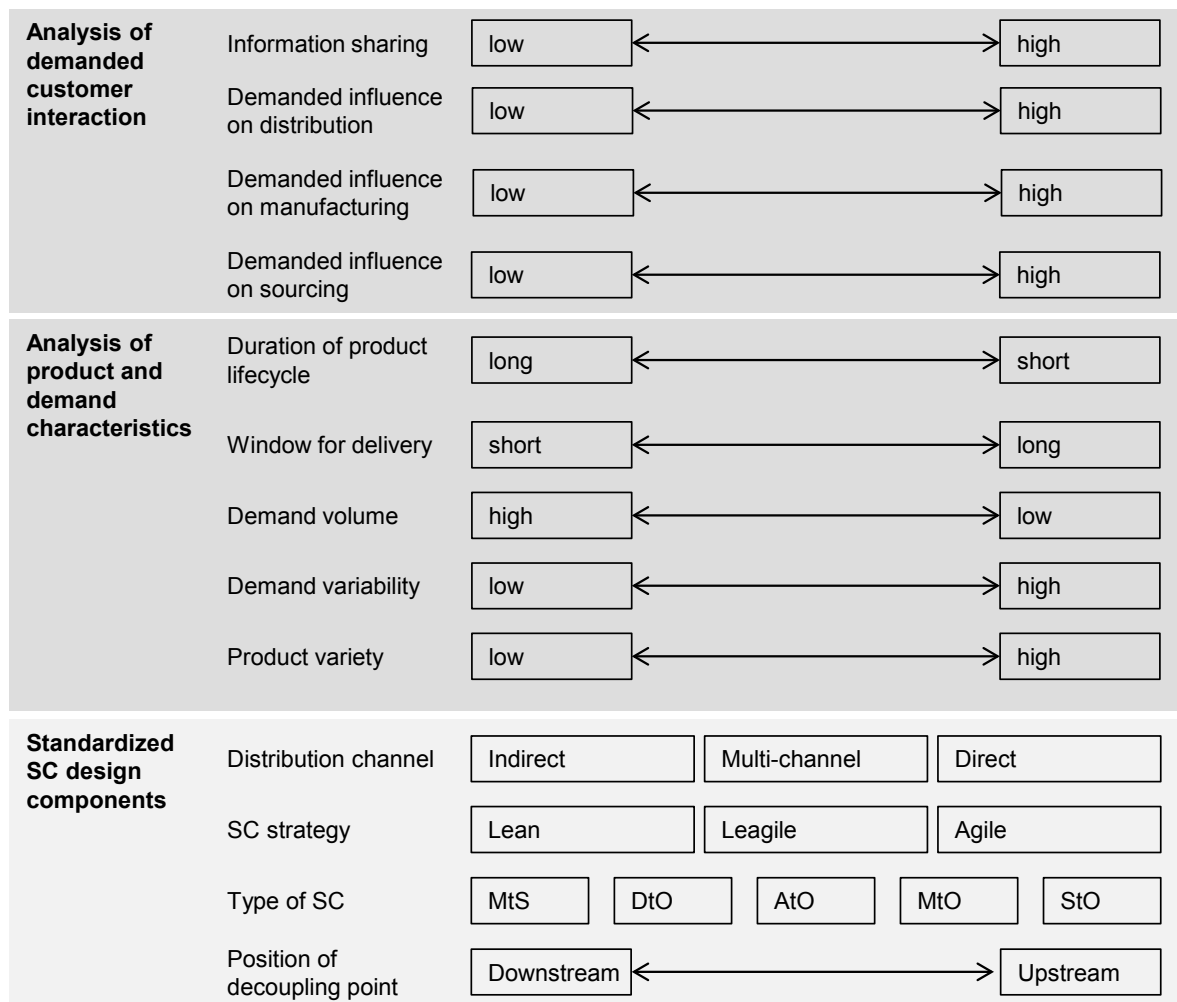 Analysis of
demanded
customer
interaction
Information sharing
low
high
Demanded influence
on distribution
low
high
Demanded influence
on manufacturing
low
high
Demanded influence
on sourcing
low
high
Analysis of
product and
demand
characteristics
Duration of product
lifecycle
long
short
Window for delivery
short
long
Demand volume
high
low
Demand variability
low
high
Product variety
low
high
Standardized
SC design
components
Distribution channel
Indirect
Multi-channel
Direct
SC strategy
Lean
Leagile
Agile
Type of SC
MtS
DtO
AtO
MtO
StO
Position of
decoupling point
Downstream
Upstream